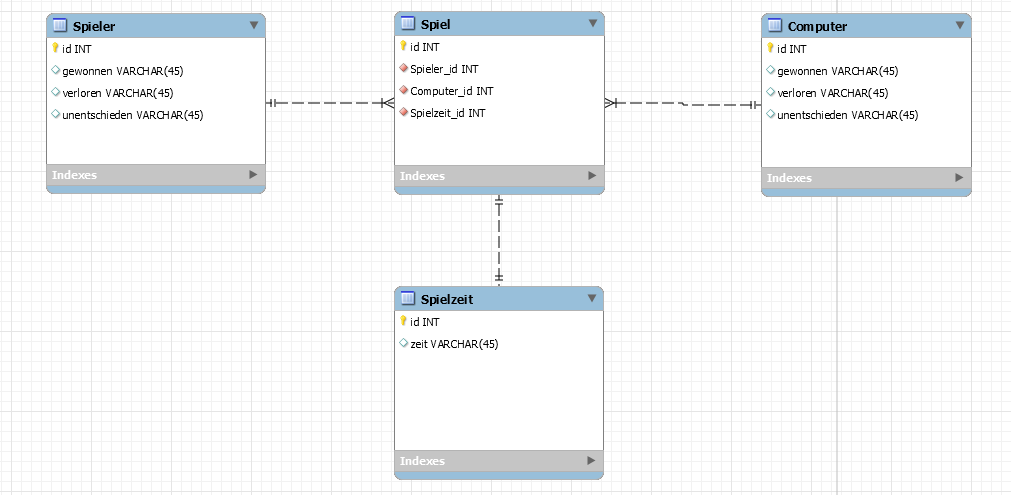 Spieler
id INT
gewonnen VARCHAR(45)
verloren VARCHAR(45)
unentschieden VARCHAR(45)
Indexes
Spiel
id INT
Spieler_id INT
Computer_id INT
Spielzeit_id INT
Indexes
Computer
id INT
gewonnen VARCHAR(45)
verloren VARCHAR(45)
unentschieden VARCHAR(45)
Indexes
Spielzeit
id INT
zeit VARCHAR(45)
Indexes